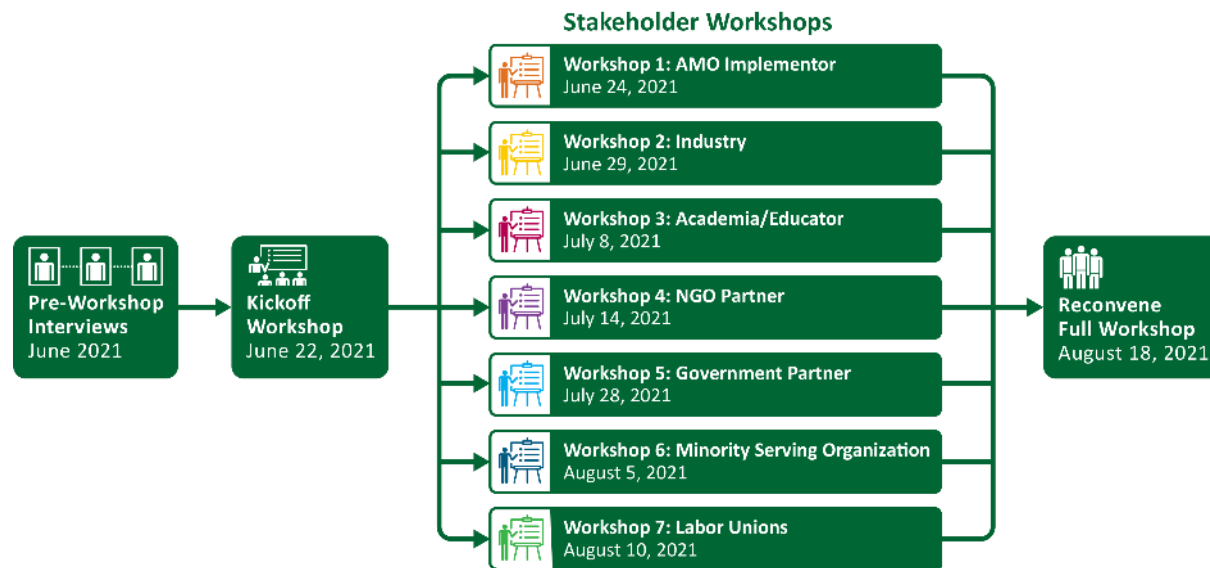 Stakeholder Workshops
Pre-Workshop
Interviews
June 2021
Kickoff
Workshop
June 22, 2021
Workshop 1: AMO Implementor
June 24, 2021
Workshop 2: Industry
June 29, 2021
Workshop 3: Academia/Educator
July 8, 2021
Workshop 4: NGO Partner
July 14, 2021
Workshop 5: Government Partner
July 28, 2021
Workshop 6: Minority Serving Organization
August 5, 2021
Workshop 7: Labor Unions
August 10, 2021
Reconvene
Full Workshop
August 18, 2021